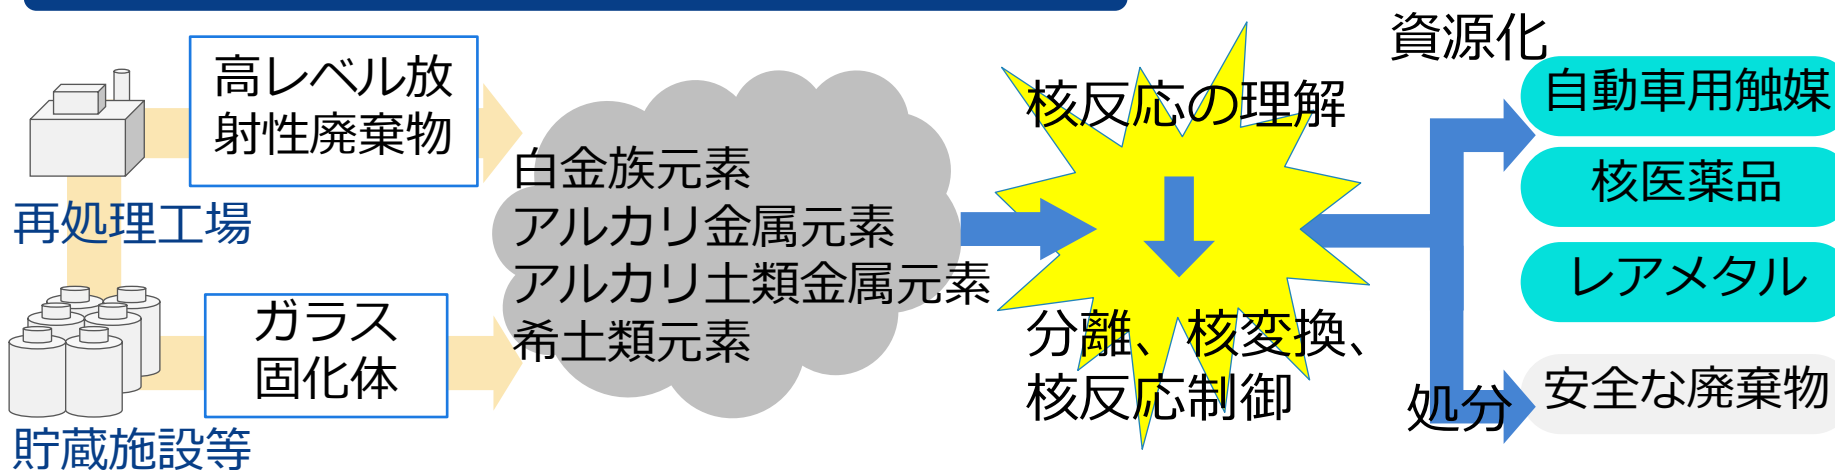 高レベル放
射性廃棄物
再処理工場
ガラス
固化体
貯蔵施設等
白金族元素
アルカリ金属元素
アルカリ土類金属元素
希土類元素
核反応の理解
分離、核変換、
核反応制御
資源化
自動車用触媒
核医薬品
レアメタル
処分
安全な廃棄物